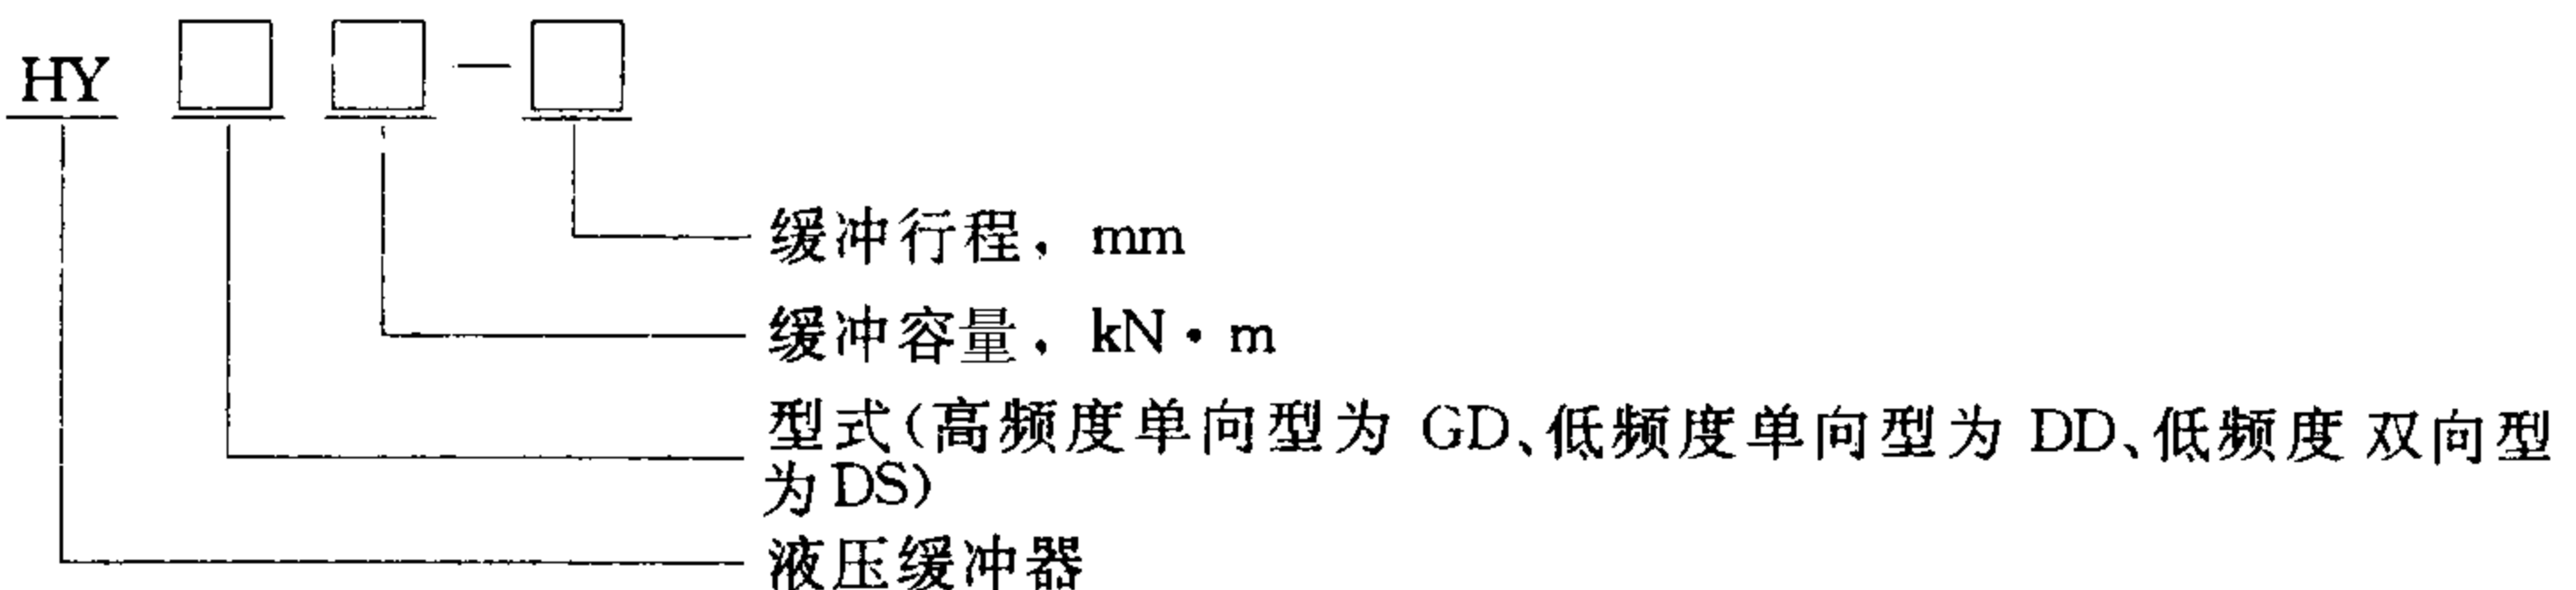 HY □ □ — □
缓冲行程，mm
缓冲容量，kN·m
型式(高频度单向型为 GD、低频度单向型为 DD、低频度双向型
为DS)
液压缓冲器